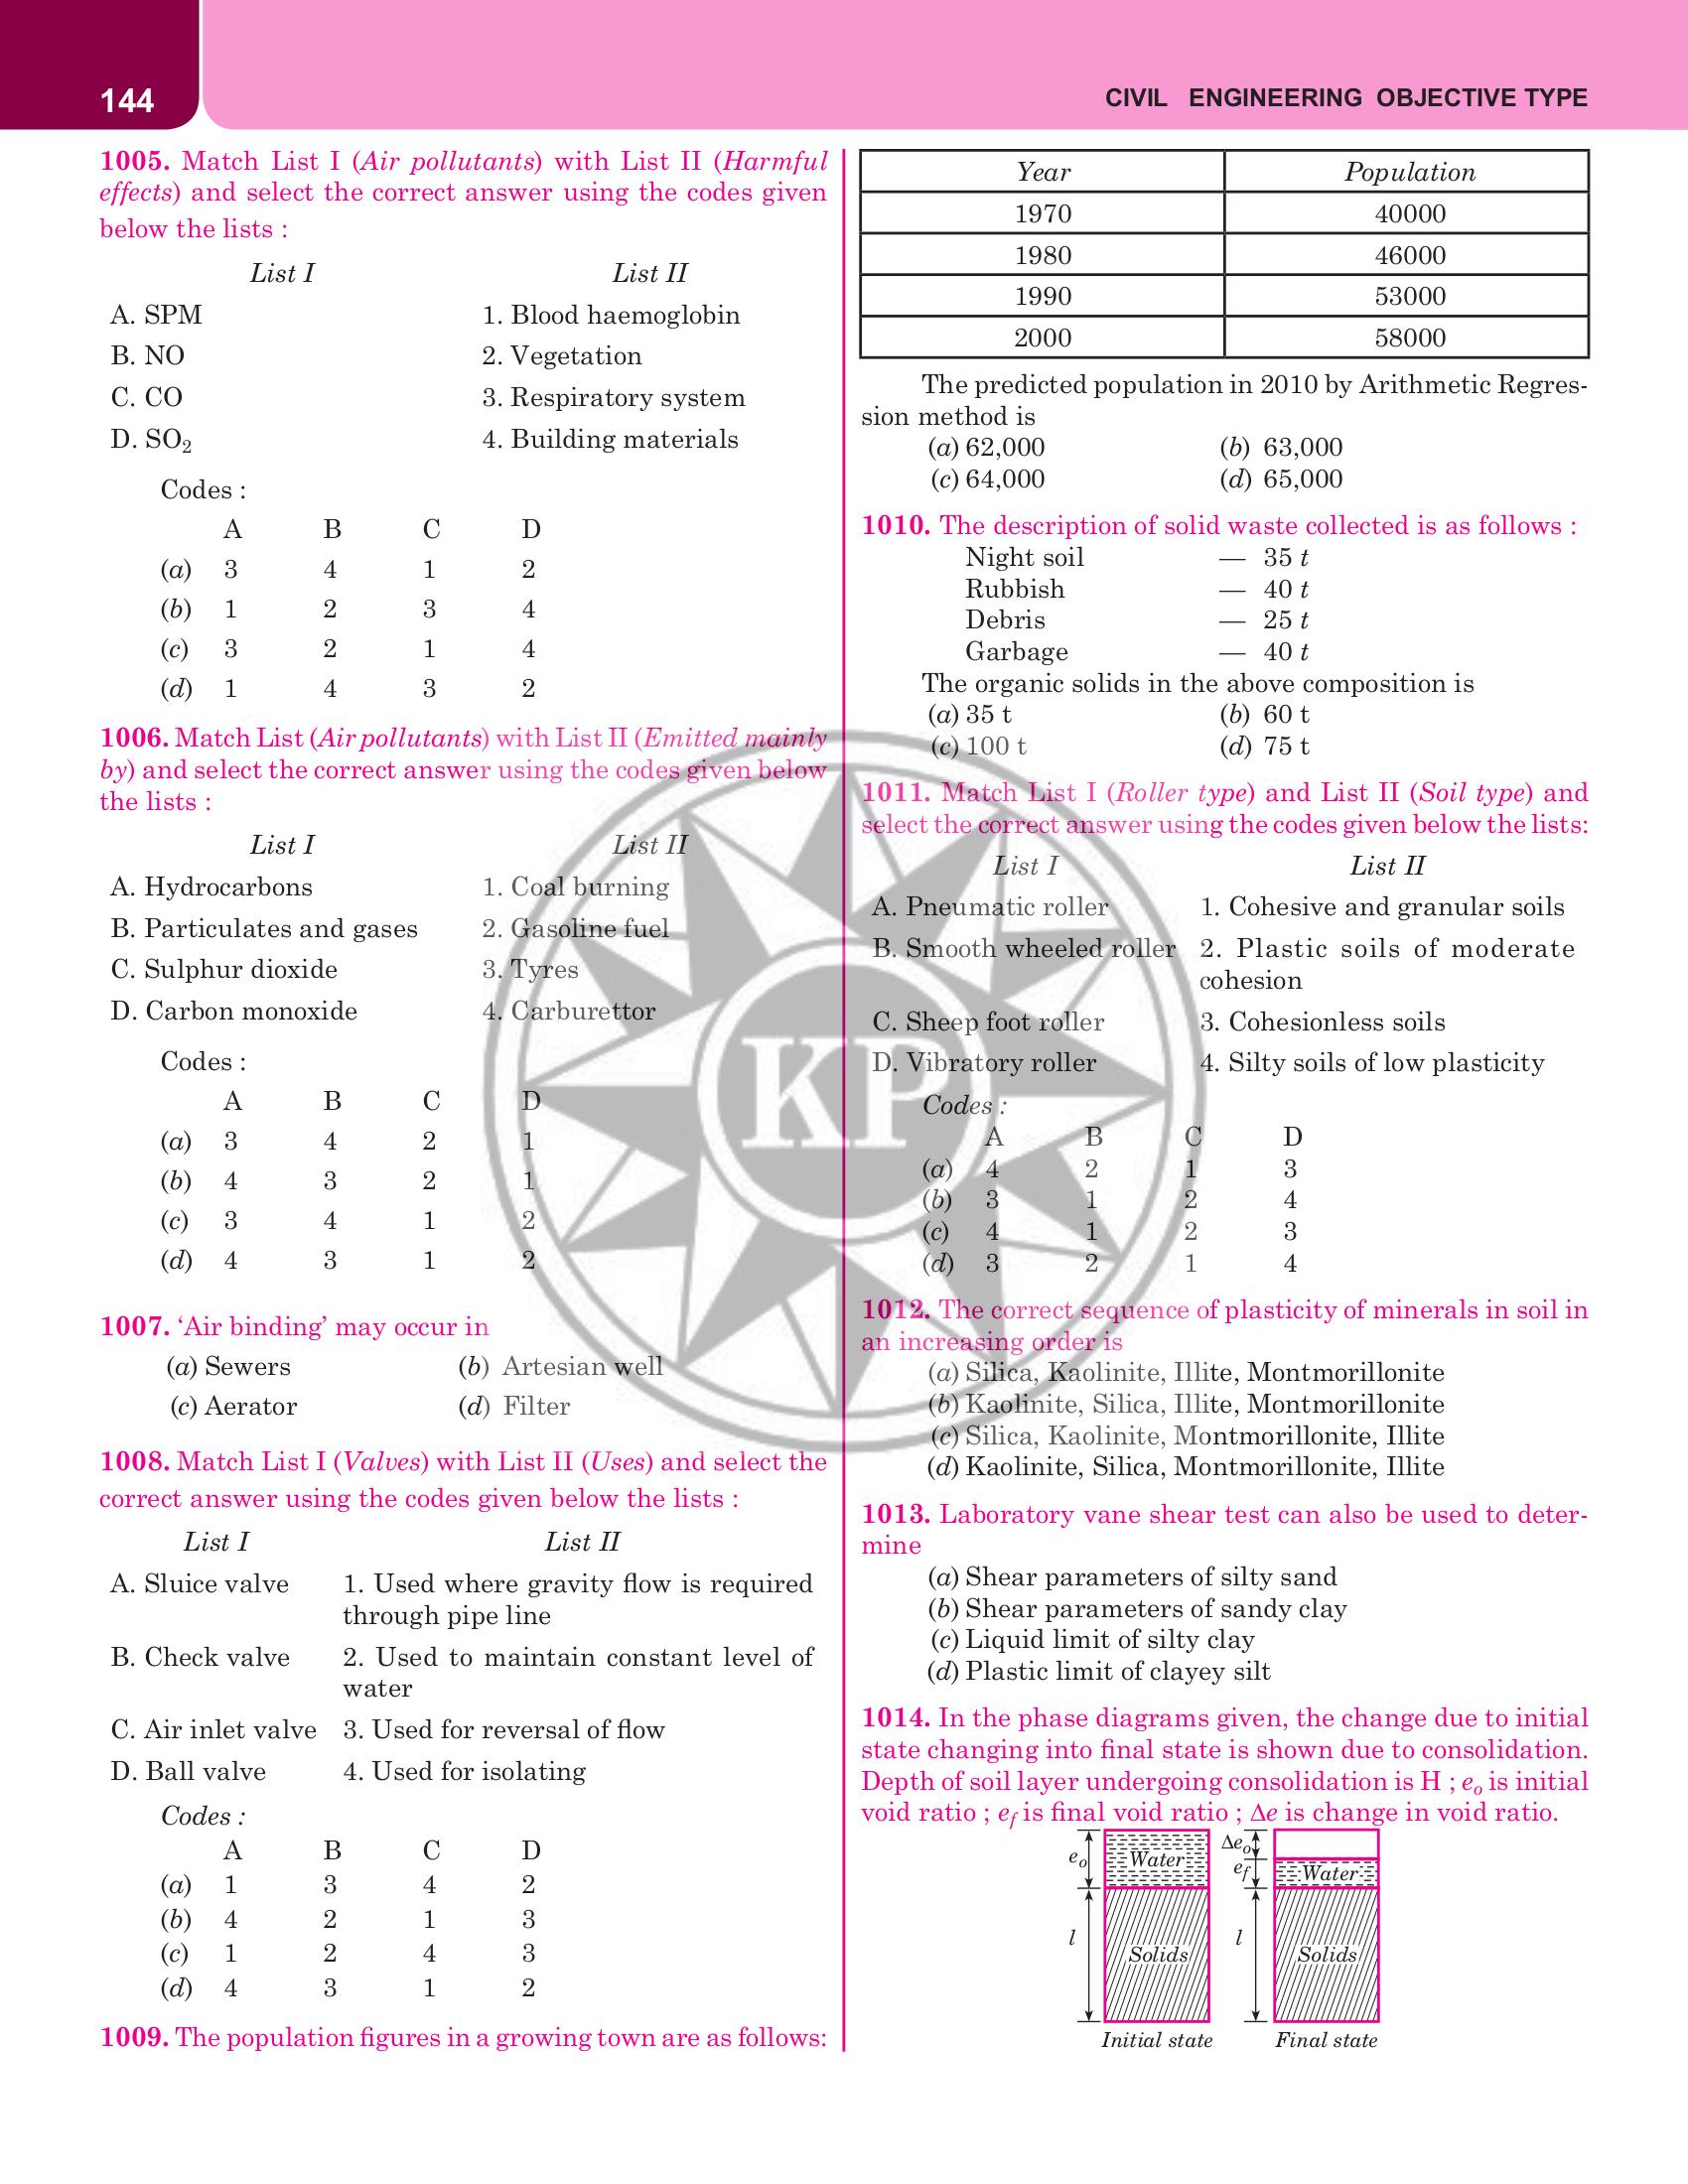 144
CIVIL ENGINEERING OBJECTIVE TYPE
1005. Match List I (Air pollutants) with List II (Harmful
effects) and select the correct answer using the codes given
below the lists :
List I List II
A. SPM 1. Blood haemoglobin
B. NO 2. Vegetation
C. CO 3. Respiratory system
D. SO₂ 4. Building materials
Codes :
A B C D
(a) 3 4 1 2
(b) 1 2 3 4
(c) 3 2 1 4
(d) 1 4 3 2
1006. Match List (Air pollutants) with List II (Emitted mainly
by) and select the correct answer using the codes given below
the lists :
List I List II
A. Hydrocarbons 1. Coal burning
B. Particulates and gases 2. Gasoline fuel
C. Sulphur dioxide 3. Tyres
D. Carbon monoxide 4. Carburettor
Codes :
A B C D
(a) 3 4 2 1
(b) 4 3 2 1
(c) 3 4 1 2
(d) 4 3 1 2
1007. ‘Air binding’ may occur in
(a) Sewers (b) Artesian well
(c) Aerator (d) Filter
1008. Match List I (Valves) with List II (Uses) and select the
correct answer using the codes given below the lists :
List I List II
A. Sluice valve 1. Used where gravity flow is required
through pipe line
B. Check valve 2. Used to maintain constant level of
water
C. Air inlet valve 3. Used for reversal of flow
D. Ball valve 4. Used for isolating
Codes :
A B C D
(a) 1 3 4 2
(b) 4 2 1 3
(c) 1 2 4 3
(d) 4 3 1 2
1009. The population figures in a growing town are as follows:
Year Population
1970 40000
1980 46000
1990 53000
2000 58000
The predicted population in 2010 by Arithmetic Regres-
sion method is
(a) 62,000 (b) 63,000
(c) 64,000 (d) 65,000
1010. The description of solid waste collected is as follows :
Night soil — 35 t
Rubbish — 40 t
Debris — 25 t
Garbage — 40 t
The organic solids in the above composition is
(a) 35 t (b) 60 t
(c) 100 t (d) 75 t
1011. Match List I (Roller type) and List II (Soil type) and
select the correct answer using the codes given below the lists:
List I List II
A. Pneumatic roller 1. Cohesive and granular soils
B. Smooth wheeled roller 2. Plastic soils of moderate
cohesion
C. Sheep foot roller 3. Cohesionless soils
D. Vibratory roller 4. Silty soils of low plasticity
Codes :
A B C D
(a) 4 2 1 3
(b) 3 1 2 4
(c) 4 1 2 3
(d) 3 2 1 4
1012. The correct sequence of plasticity of minerals in soil in
an increasing order is
(a) Silica, Kaolinite, Illite, Montmorillonite
(b) Kaolinite, Silica, Illite, Montmorillonite
(c) Silica, Kaolinite, Montmorillonite, Illite
(d) Kaolinite, Silica, Montmorillonite, Illite
1013. Laboratory vane shear test can also be used to deter-
mine
(a) Shear parameters of silty sand
(b) Shear parameters of sandy clay
(c) Liquid limit of silty clay
(d) Plastic limit of clayey silt
1014. In the phase diagrams given, the change due to initial
state changing into final state is shown due to consolidation.
Depth of soil layer undergoing consolidation is H ; eₒ is initial
void ratio ; e_f is final void ratio ; Δe is change in void ratio.
eₒ Water Δeₒ
e_f Water
l Solids l Solids
Initial state Final state
KP